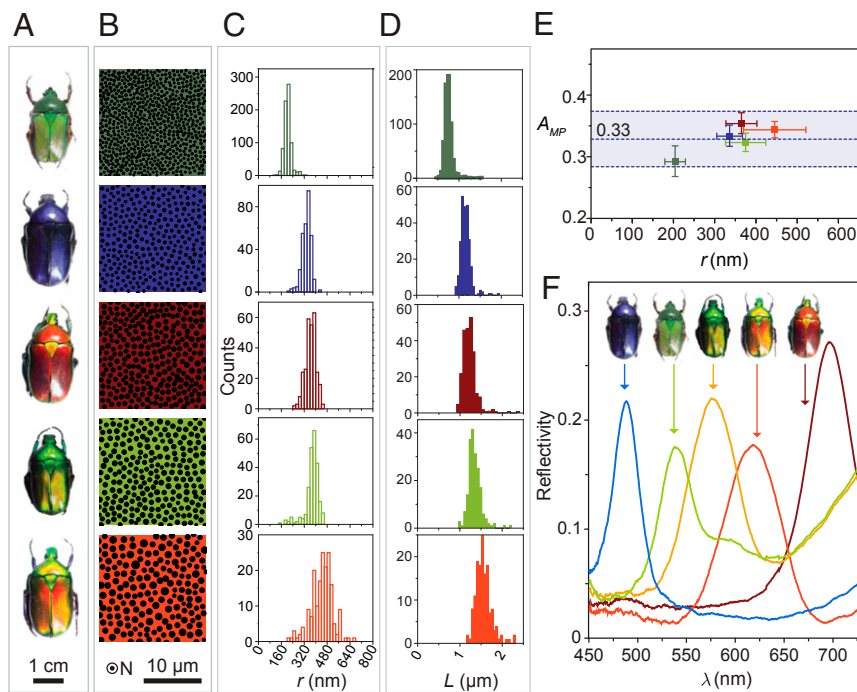 A
B
C
D
E
F
300
200
100
0
80
40
0
60
40
20
0
60
40
20
0
30
20
10
0
Counts
0
160
320
480
640
800
r (nm)
200
100
0
60
40
20
0
60
40
20
0
40
20
0
20
0
0
1
2
L (µm)
1 cm
⊙N
10 µm
0.4
0.3
0.2
A_MP
0.33
0 100 200 300 400 500 600
r (nm)
0.3
0.2
0.1
0
Reflectivity
450 500 550 600 650 700
λ (nm)